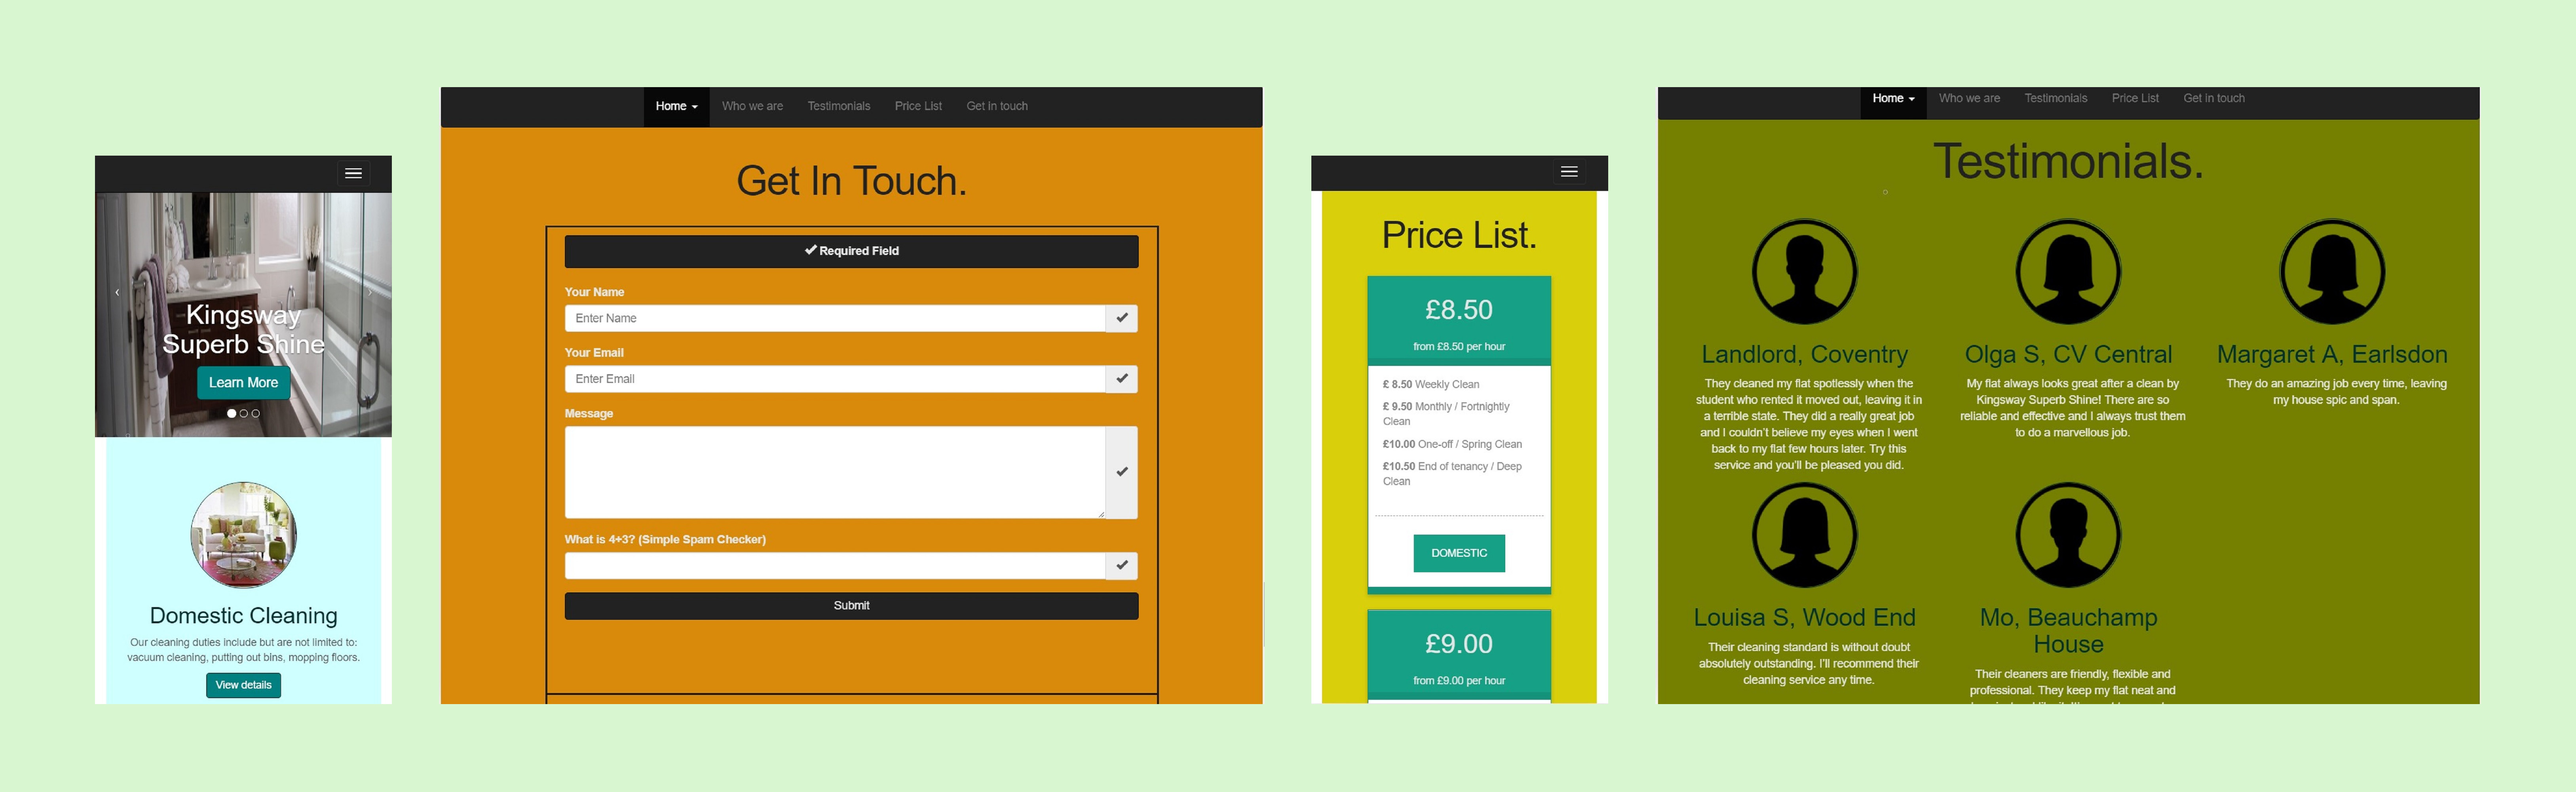 Kingsway
Superb Shine
Learn More
Domestic Cleaning
Our cleaning duties include but are not limited to:
vacuum cleaning, putting out bins, mopping floors.
View details
Home Who we are Testimonials Price List Get in touch
Get In Touch.
Required Field
Your Name
Enter Name
Your Email
Enter Email
Message
What is 4+3? (Simple Spam Checker)
Submit
Price List.
£8.50
from £8.50 per hour
£ 8.50 Weekly Clean
£ 9.50 Monthly / Fortnightly
Clean
£10.00 One-off / Spring Clean
£10.50 End of tenancy / Deep
Clean
DOMESTIC
£9.00
from £9.00 per hour
Home Who we are Testimonials Price List Get in touch
Testimonials.
Landlord, Coventry
They cleaned my flat spotlessly when the
student who rented it moved out, leaving it in
a terrible state. They did a really great job
and I couldn't believe my eyes when I went
back to my flat few hours later. Try this
service and you'll be pleased you did.
Olga S, CV Central
My flat always looks great after a clean by
Kingsway Superb Shine! There are so
reliable and effective and I always trust them
to do a marvellous job.
Margaret A, Earlsdon
They do an amazing job every time, leaving
my house spic and span.
Louisa S, Wood End
Their cleaning standard is without doubt
absolutely outstanding. I'll recommend their
cleaning service any time.
Mo, Beauchamp
House
Their cleaners are friendly, flexible and
professional. They keep my flat neat and